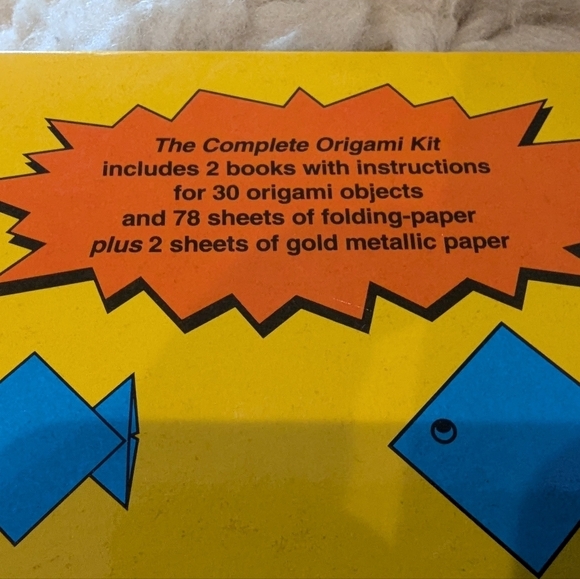 The Complete Origami Kit
includes 2 books with instructions
for 30 origami objects
and 78 sheets of folding-paper
plus 2 sheets of gold metallic paper